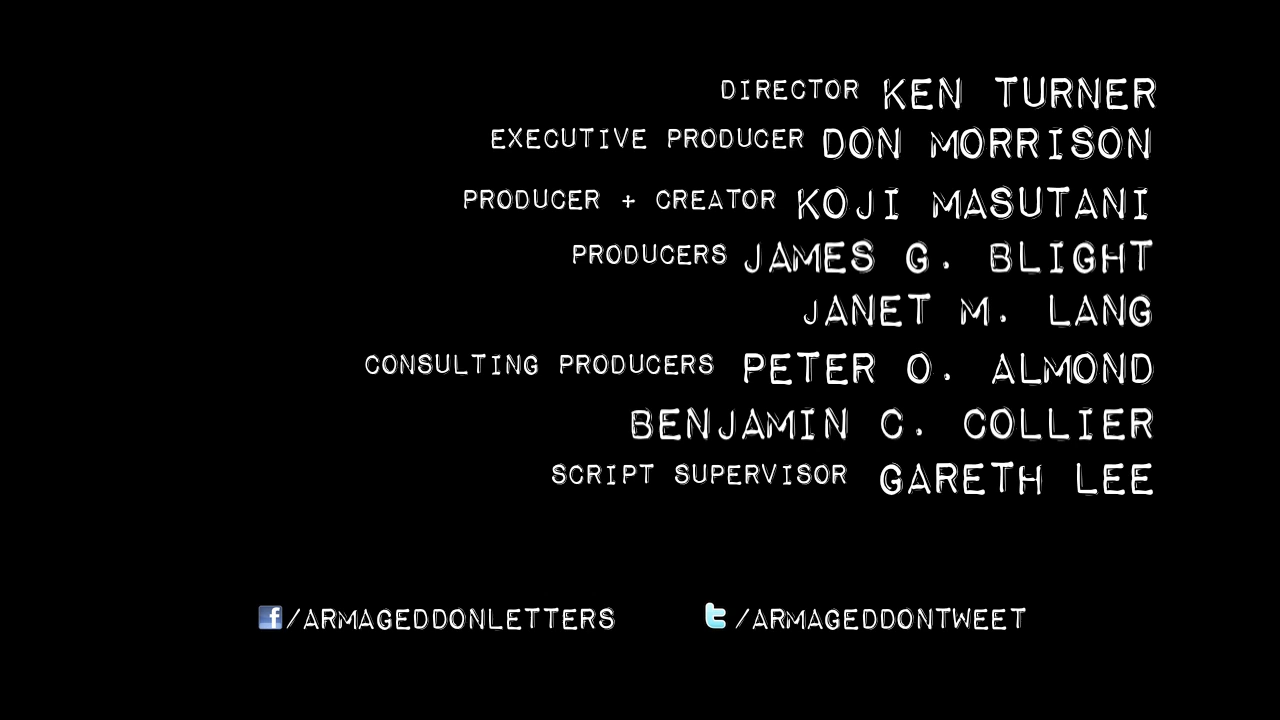 DIRECTOR KEN TURNER
EXECUTIVE PRODUCER DON MORRISON
PRODUCER + CREATOR KOJI MASUTANI
PRODUCERS JAMES G. BLIGHT
JANET M. LANG
CONSULTING PRODUCERS PETER O. ALMOND
BENJAMIN C. COLLIER
SCRIPT SUPERVISOR GARETH LEE
f/ARMAGEDDONLETTERS t/ARMAGEDDONTWEET